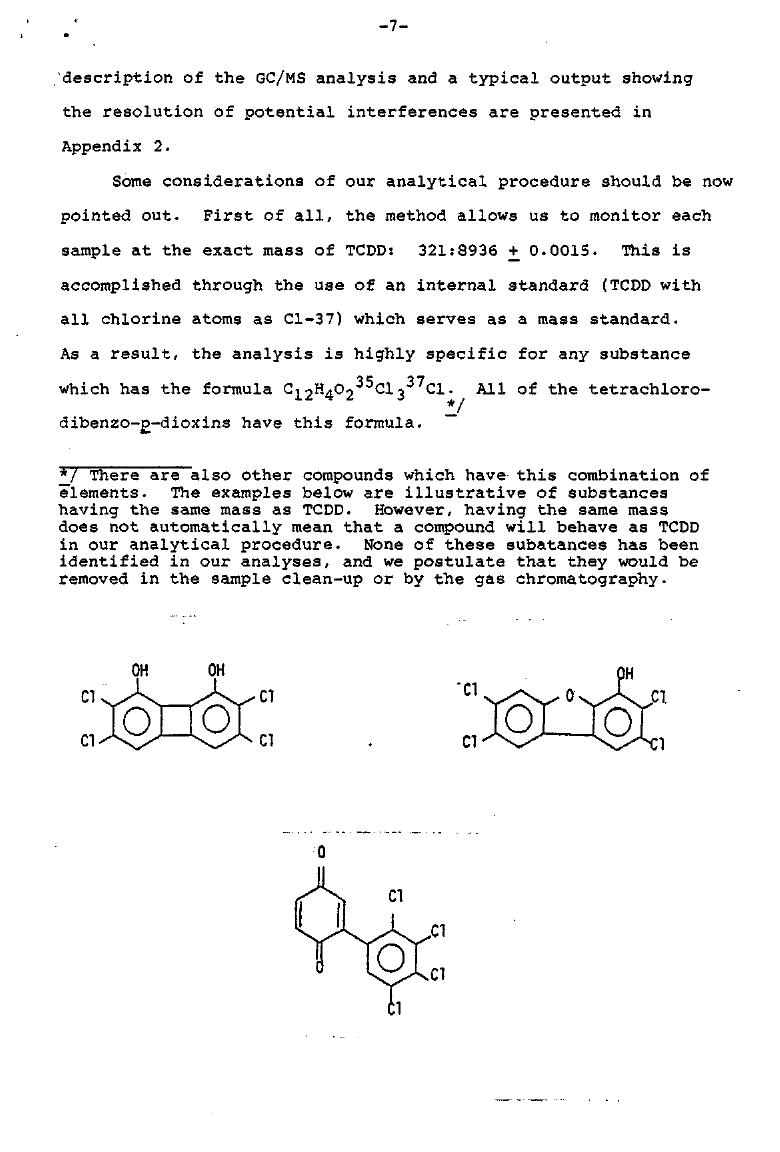 -7-
description of the GC/MS analysis and a typical output showing
the resolution of potential interferences are presented in
Appendix 2.
Some considerations of our analytical procedure should be now
pointed out. First of all, the method allows us to monitor each
sample at the exact mass of TCDD: 321:8936 ± 0.0015. This is
accomplished through the use of an internal standard (TCDD with
all chlorine atoms as Cl-37) which serves as a mass standard.
As a result, the analysis is highly specific for any substance
which has the formula C₁₂H₄O₂³⁵Cl₃³⁷Cl. All of the tetrachloro-
dibenzo-p-dioxins have this formula. */
*/ There are also other compounds which have this combination of
elements. The examples below are illustrative of substances
having the same mass as TCDD. However, having the same mass
does not automatically mean that a compound will behave as TCDD
in our analytical procedure. None of these subatances has been
identified in our analyses, and we postulate that they would be
removed in the sample clean-up or by the gas chromatography.
OH OH
Cl Cl
Cl Cl
OH
Cl O Cl
Cl Cl
O
Cl
Cl
O
Cl
Cl